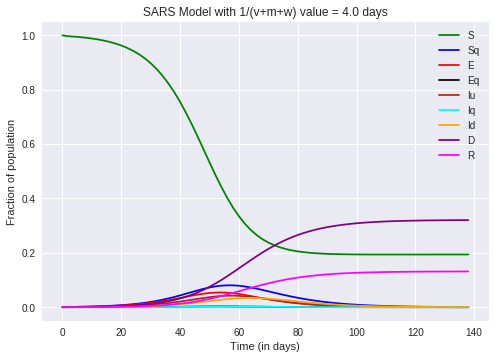 SARS Model with 1/(v+m+w) value = 4.0 days
Fraction of population
1.0
0.8
0.6
0.4
0.2
0.0
S
Sq
E
Eq
Iu
Iq
Id
D
R
0 20 40 60 80 100 120 140
Time (in days)